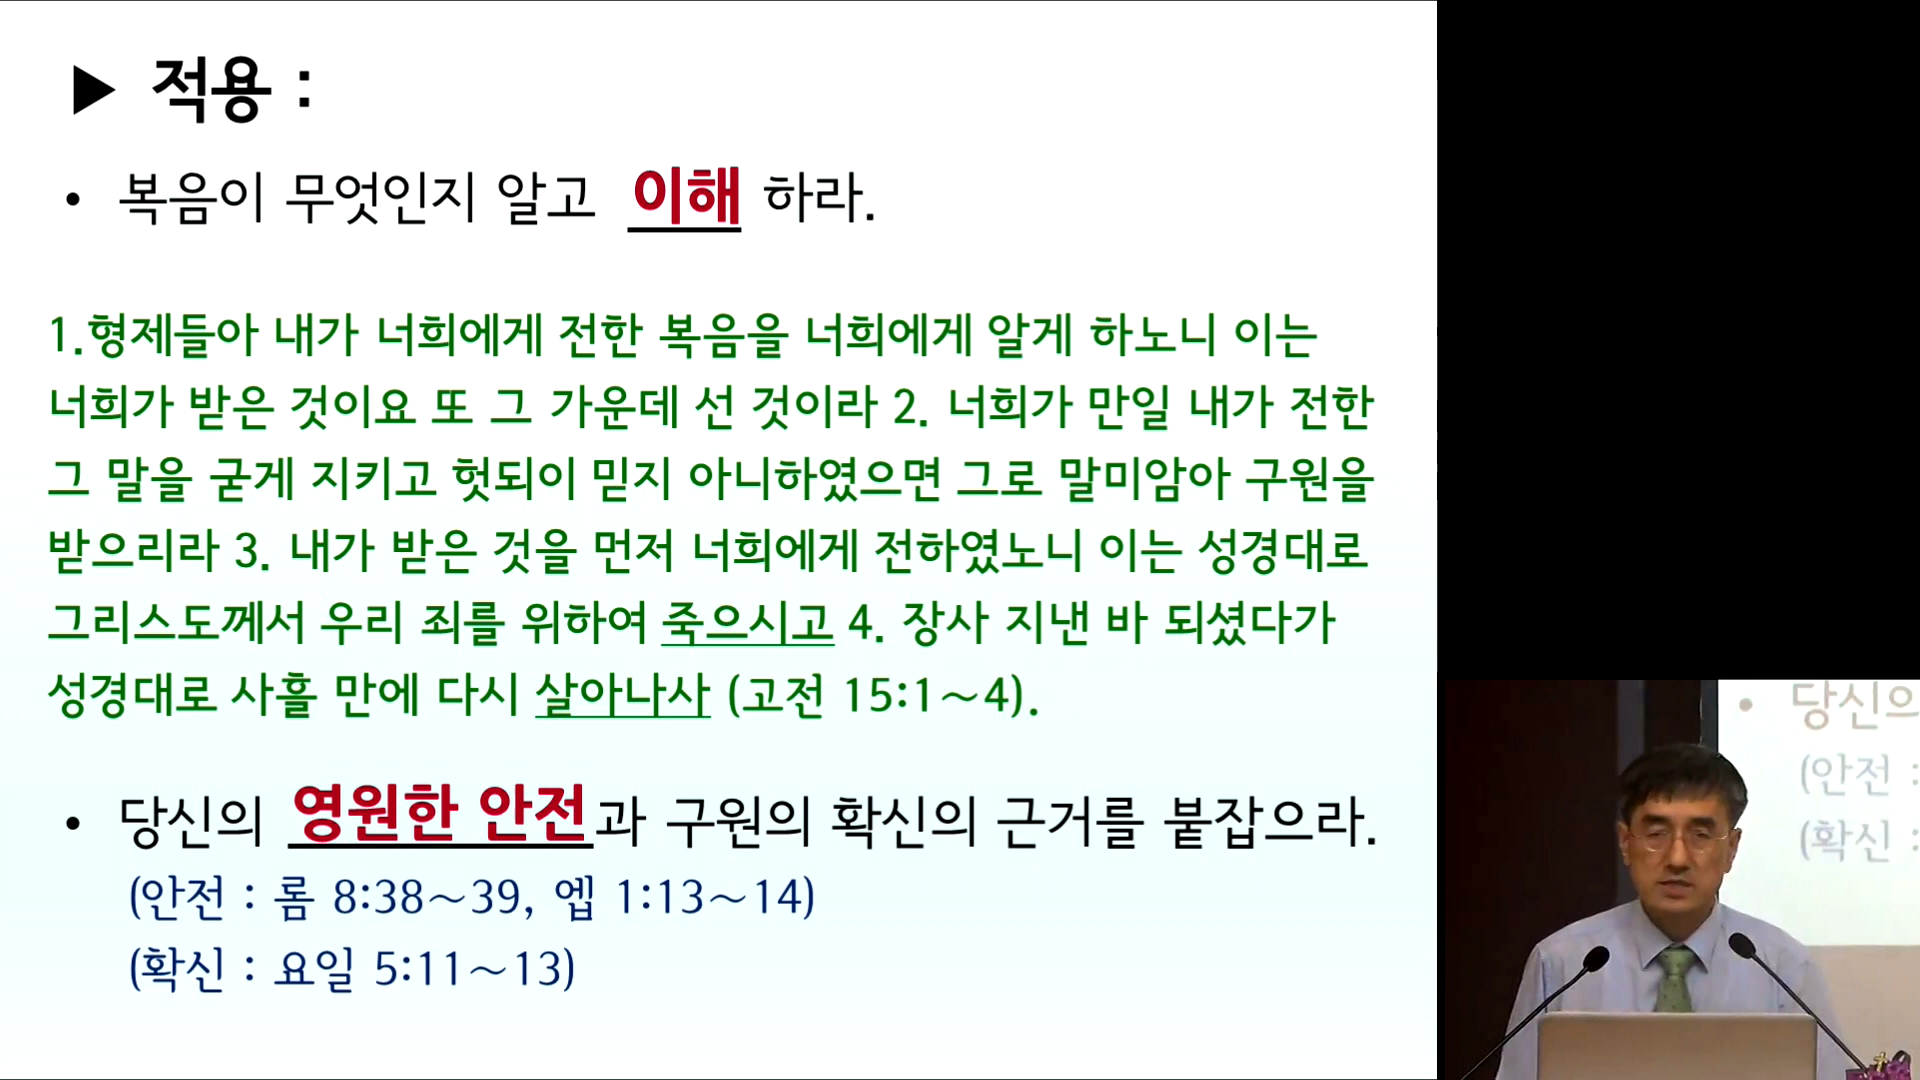 ▶ 적용 :
• 복음이 무엇인지 알고 이해 하라.
1.형제들아 내가 너희에게 전한 복음을 너희에게 알게 하노니 이는
너희가 받은 것이요 또 그 가운데 선 것이라 2. 너희가 만일 내가 전한
그 말을 굳게 지키고 헛되이 믿지 아니하였으면 그로 말미암아 구원을
받으리라 3. 내가 받은 것을 먼저 너희에게 전하였노니 이는 성경대로
그리스도께서 우리 죄를 위하여 죽으시고 4. 장사 지낸 바 되셨다가
성경대로 사흘 만에 다시 살아나사 (고전 15:1~4).
• 당신의 영원한 안전과 구원의 확신의 근거를 붙잡으라.
(안전 : 롬 8:38~39, 엡 1:13~14)
(확신 : 요일 5:11~13)
• 당신의
(안전 :
(확신 :